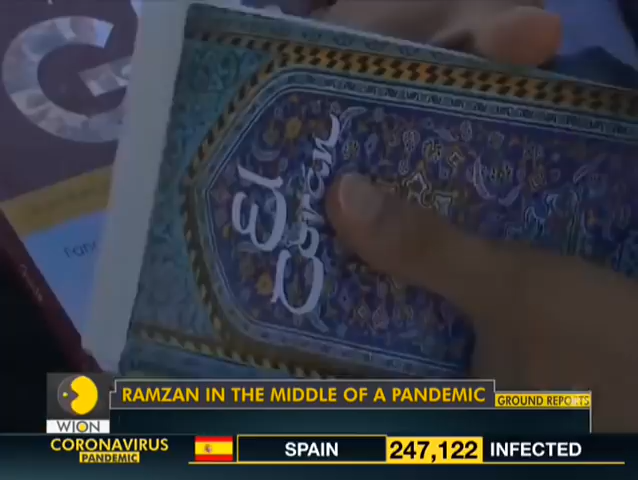 G
El
Corán
RAMZAN IN THE MIDDLE OF A PANDEMIC
GROUND REPORTS
WION
CORONAVIRUS
PANDEMIC
SPAIN 247,122 INFECTED